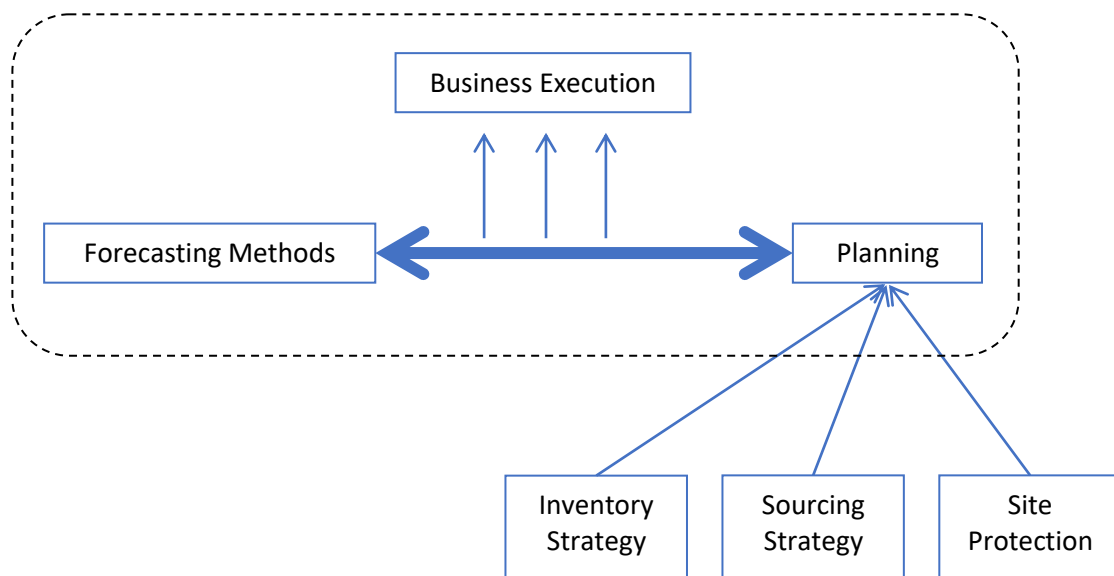 Business Execution
Forecasting Methods
Planning
Inventory
Strategy
Sourcing
Strategy
Site
Protection